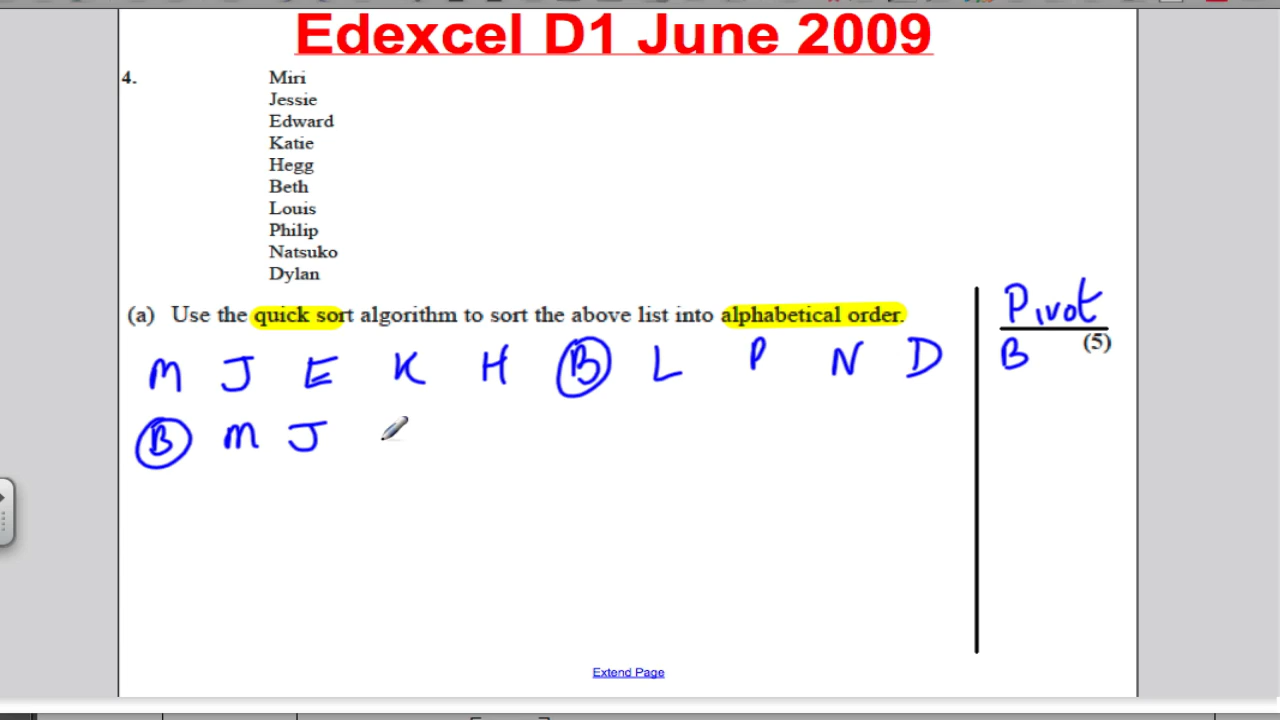 Edexcel D1 June 2009
4.
Miri
Jessie
Edward
Katie
Hegg
Beth
Louis
Philip
Natsuko
Dylan
(a) Use the quick sort algorithm to sort the above list into alphabetical order.
(5)
Pivot
M J E K H B L P N D B
B M J
Extend Page